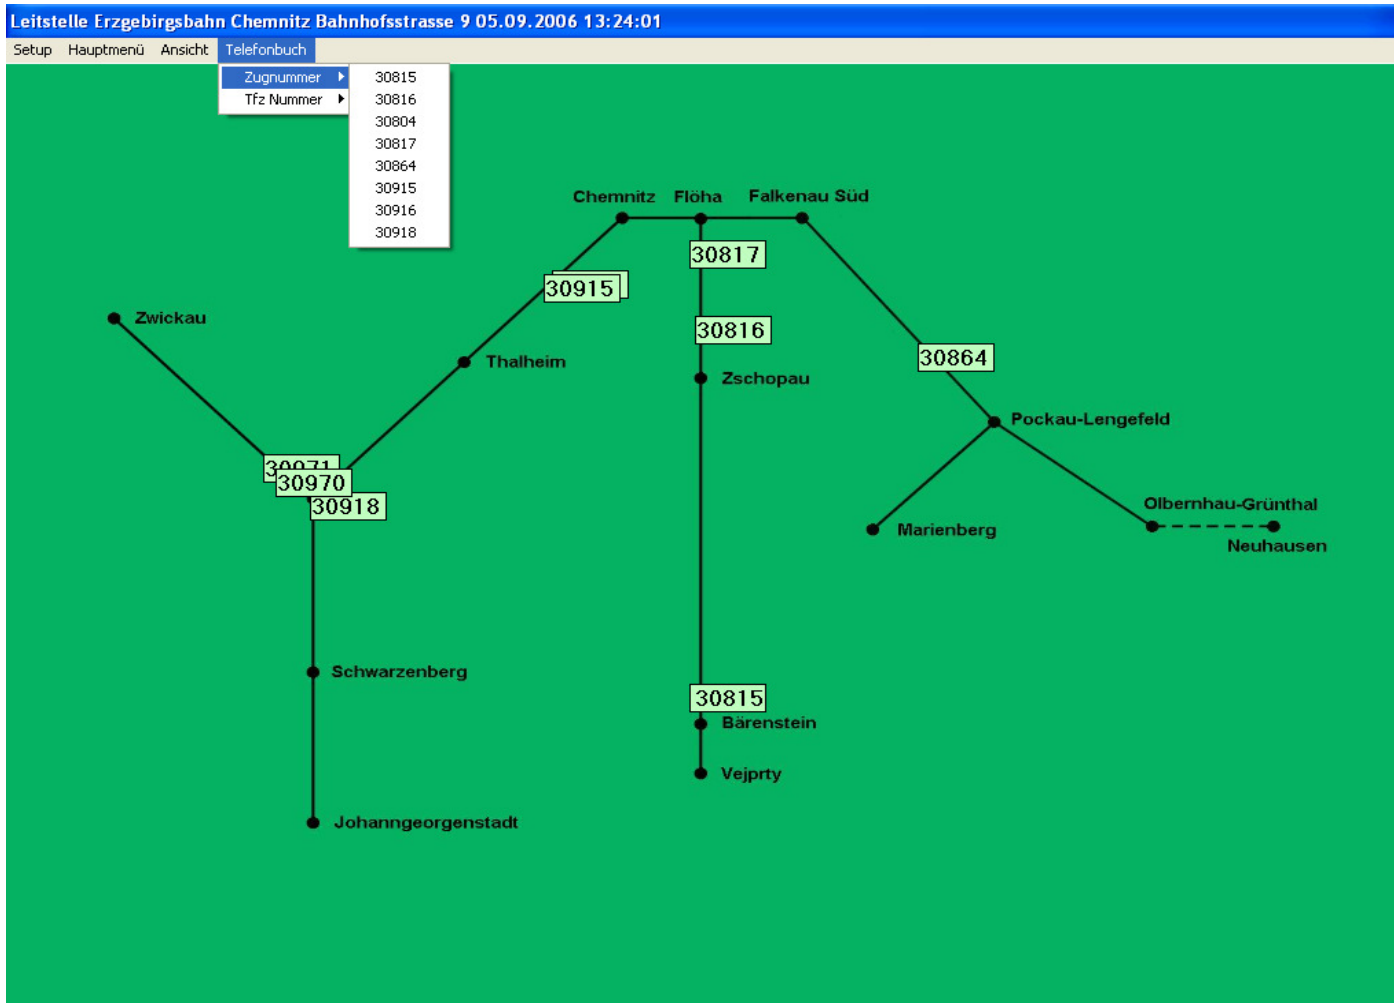 Leitstelle Erzgebirgsbahn Chemnitz Bahnhofsstrasse 9 05.09.2006 13:24:01
Setup Hauptmenü Ansicht Telefonbuch
Zugnummer 30815
Tfz Nummer 30816
30804
30817
30864
30915
30916
30918
Chemnitz Flöha Falkenau Süd
30817
30915
Zwickau
30816
30864
Thalheim
Zschopau
Pockau-Lengefeld
30971
30970
30918
Olbernhau-Grünthal
Marienberg
Neuhausen
Schwarzenberg
30815
Bärenstein
Vejprty
Johanngeorgenstadt